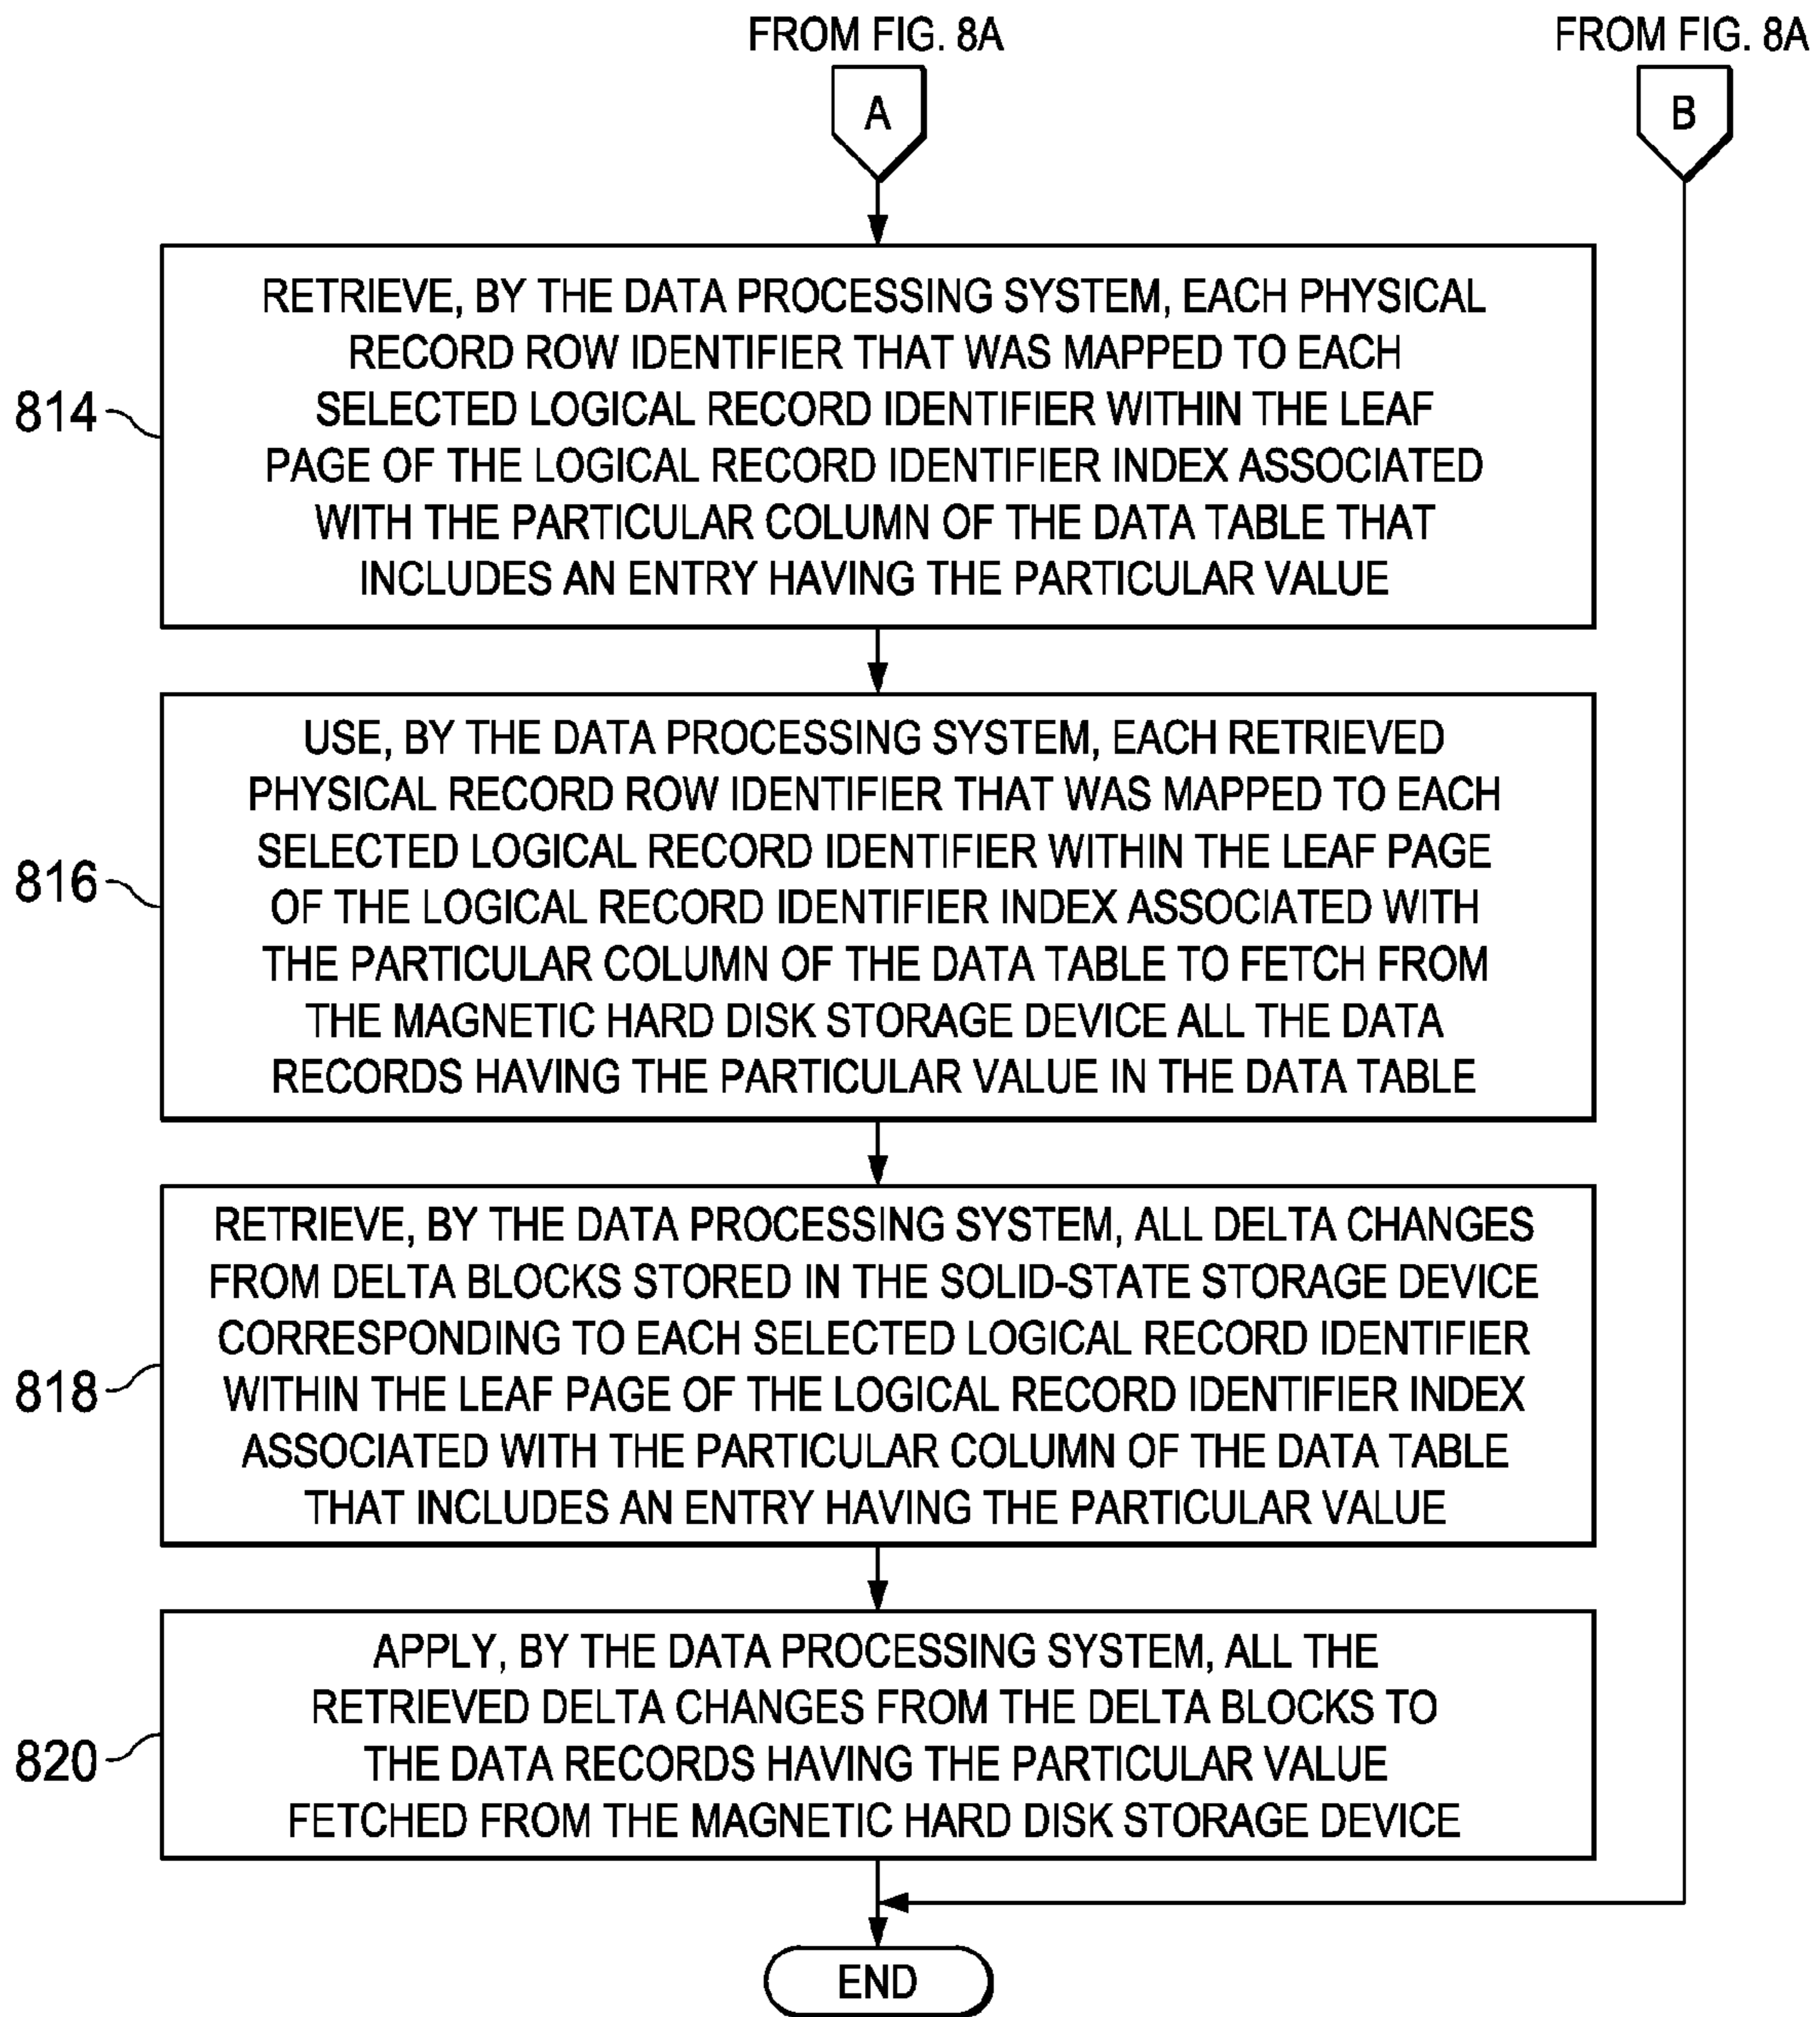 FROM FIG. 8A
FROM FIG. 8A
A
B
RETRIEVE, BY THE DATA PROCESSING SYSTEM, EACH PHYSICAL
RECORD ROW IDENTIFIER THAT WAS MAPPED TO EACH
SELECTED LOGICAL RECORD IDENTIFIER WITHIN THE LEAF
PAGE OF THE LOGICAL RECORD IDENTIFIER INDEX ASSOCIATED
WITH THE PARTICULAR COLUMN OF THE DATA TABLE THAT
INCLUDES AN ENTRY HAVING THE PARTICULAR VALUE
814
USE, BY THE DATA PROCESSING SYSTEM, EACH RETRIEVED
PHYSICAL RECORD ROW IDENTIFIER THAT WAS MAPPED TO EACH
SELECTED LOGICAL RECORD IDENTIFIER WITHIN THE LEAF PAGE
OF THE LOGICAL RECORD IDENTIFIER INDEX ASSOCIATED WITH
THE PARTICULAR COLUMN OF THE DATA TABLE TO FETCH FROM
THE MAGNETIC HARD DISK STORAGE DEVICE ALL THE DATA
RECORDS HAVING THE PARTICULAR VALUE IN THE DATA TABLE
816
RETRIEVE, BY THE DATA PROCESSING SYSTEM, ALL DELTA CHANGES
FROM DELTA BLOCKS STORED IN THE SOLID-STATE STORAGE DEVICE
CORRESPONDING TO EACH SELECTED LOGICAL RECORD IDENTIFIER
WITHIN THE LEAF PAGE OF THE LOGICAL RECORD IDENTIFIER INDEX
ASSOCIATED WITH THE PARTICULAR COLUMN OF THE DATA TABLE
THAT INCLUDES AN ENTRY HAVING THE PARTICULAR VALUE
818
APPLY, BY THE DATA PROCESSING SYSTEM, ALL THE
RETRIEVED DELTA CHANGES FROM THE DELTA BLOCKS TO
THE DATA RECORDS HAVING THE PARTICULAR VALUE
FETCHED FROM THE MAGNETIC HARD DISK STORAGE DEVICE
820
END